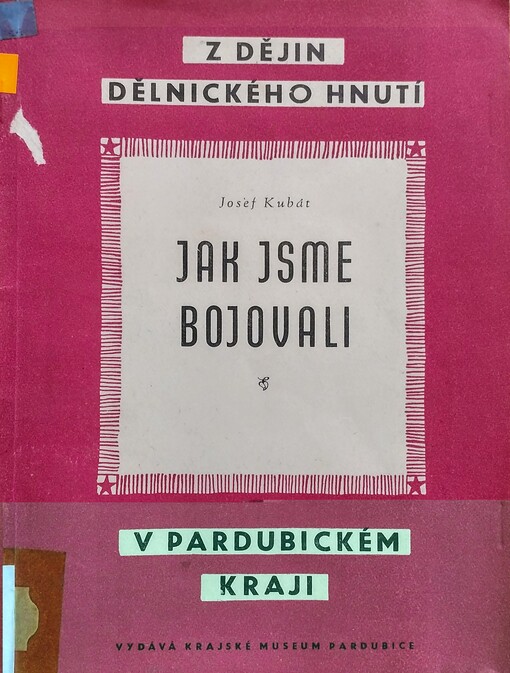 Z DĚJIN
DĚLNICKÉHO HNUTÍ
Josef Kubát
JAK JSME
BOJOVALI
V PARDUBICKÉM
KRAJI
VYDÁVÁ KRAJSKÉ MUSEUM PARDUBICE